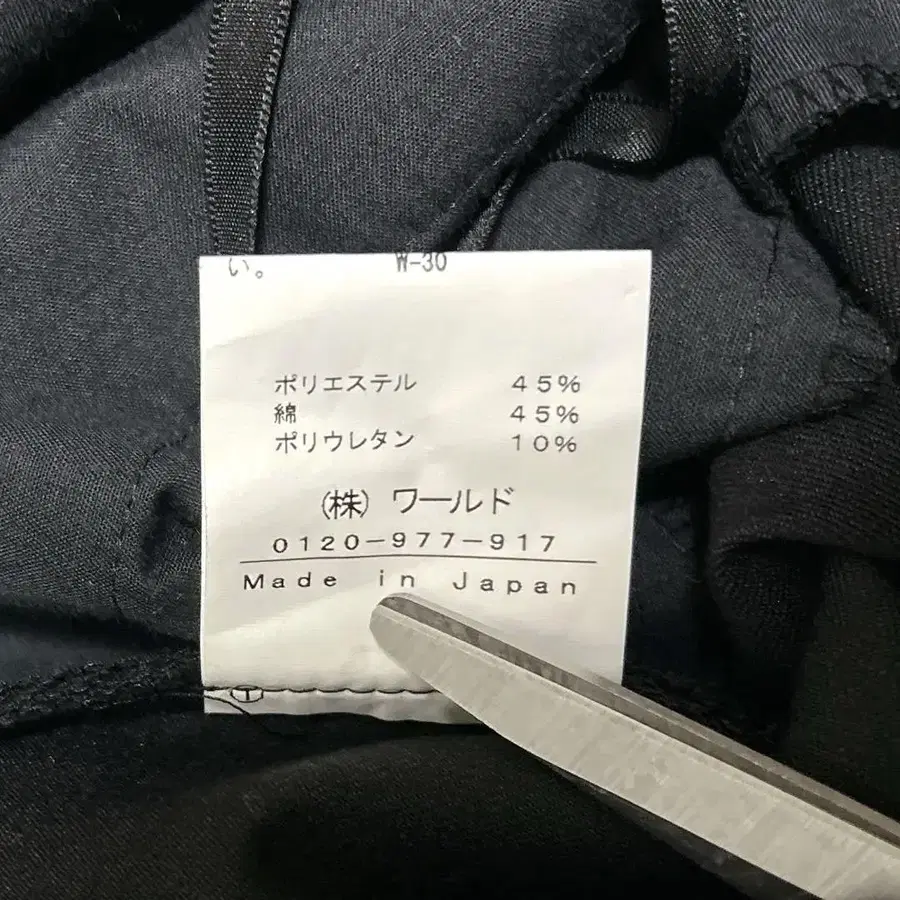 い。 W-30
ポリエステル 45%
綿 45%
ポリウレタン 10%
(株) ワールド
0120-977-917
Made in Japan
T